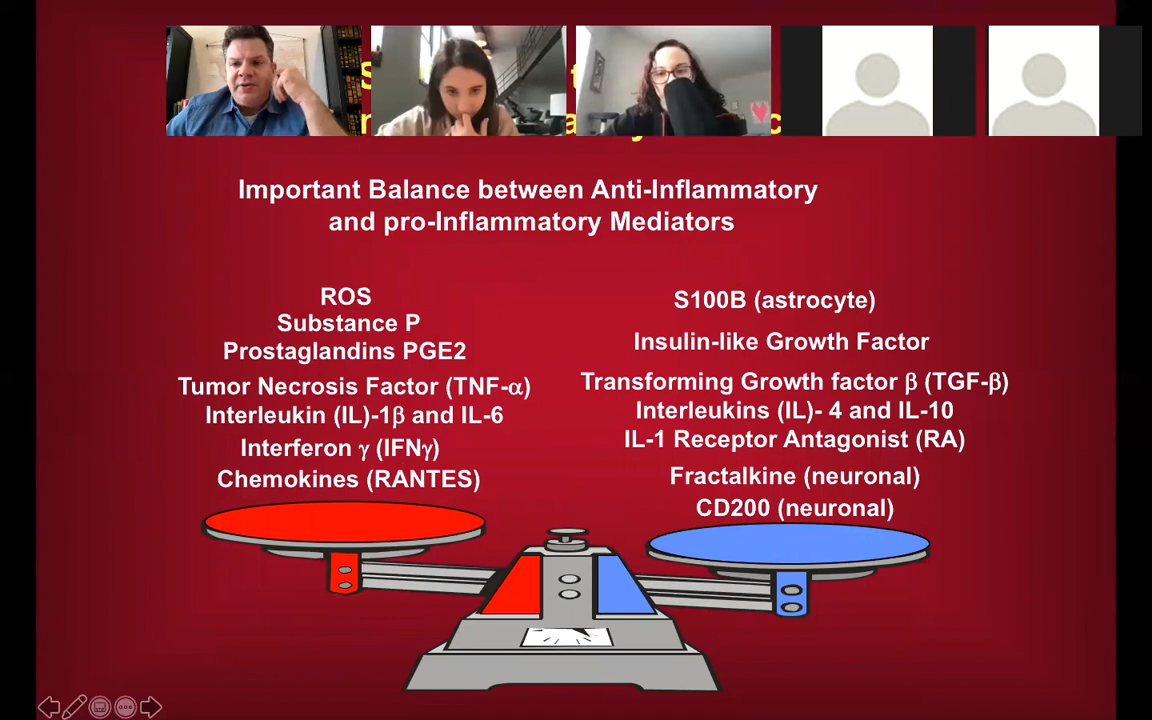 Important Balance between Anti-Inflammatory
and pro-Inflammatory Mediators
ROS
Substance P
Prostaglandins PGE2
Tumor Necrosis Factor (TNF-α)
Interleukin (IL)-1β and IL-6
Interferon γ (IFNγ)
Chemokines (RANTES)
S100B (astrocyte)
Insulin-like Growth Factor
Transforming Growth factor β (TGF-β)
Interleukins (IL)- 4 and IL-10
IL-1 Receptor Antagonist (RA)
Fractalkine (neuronal)
CD200 (neuronal)